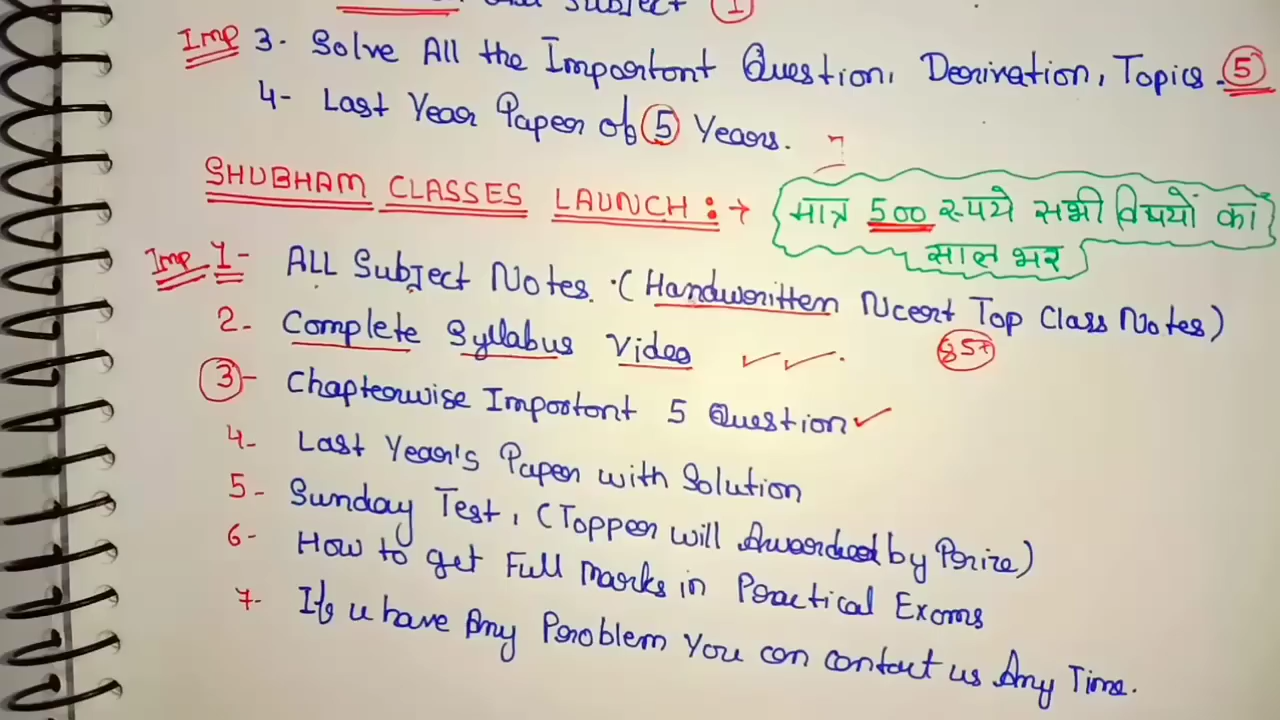 Subject 1
Imp 3- Solve All the Important Question, Derivation, Topics. 5
4- Last Year Paper of 5 Years.
SHUBHAM CLASSES LAUNCH :→ मात्र 500 रूपये सभी विषयों का
साल भर
Imp 1- ALL Subject Notes. (Handwritten Ncert Top Class Notes)
2. Complete Syllabus Video
3- Chapterwise Important 5 Question
4- Last Year's Paper with Solution
5- Sunday Test, (Topper will Awarded by Prize)
6- How to get Full Marks in Practical Exams
7- If u have Any Problem You can contact us Any Time.